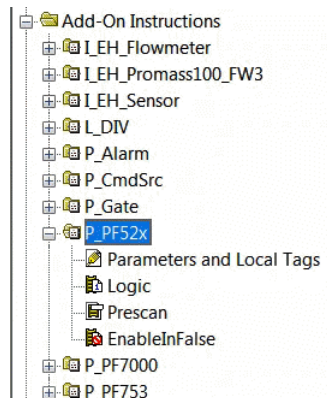 Add-On Instructions
I_EH_Flowmeter
I_EH_Promass100_FW3
I_EH_Sensor
L_DIV
P_Alarm
P_CmdSrc
P_Gate
P_PF52x
Parameters and Local Tags
Logic
Prescan
EnableInFalse
P_PF7000
P_PF753